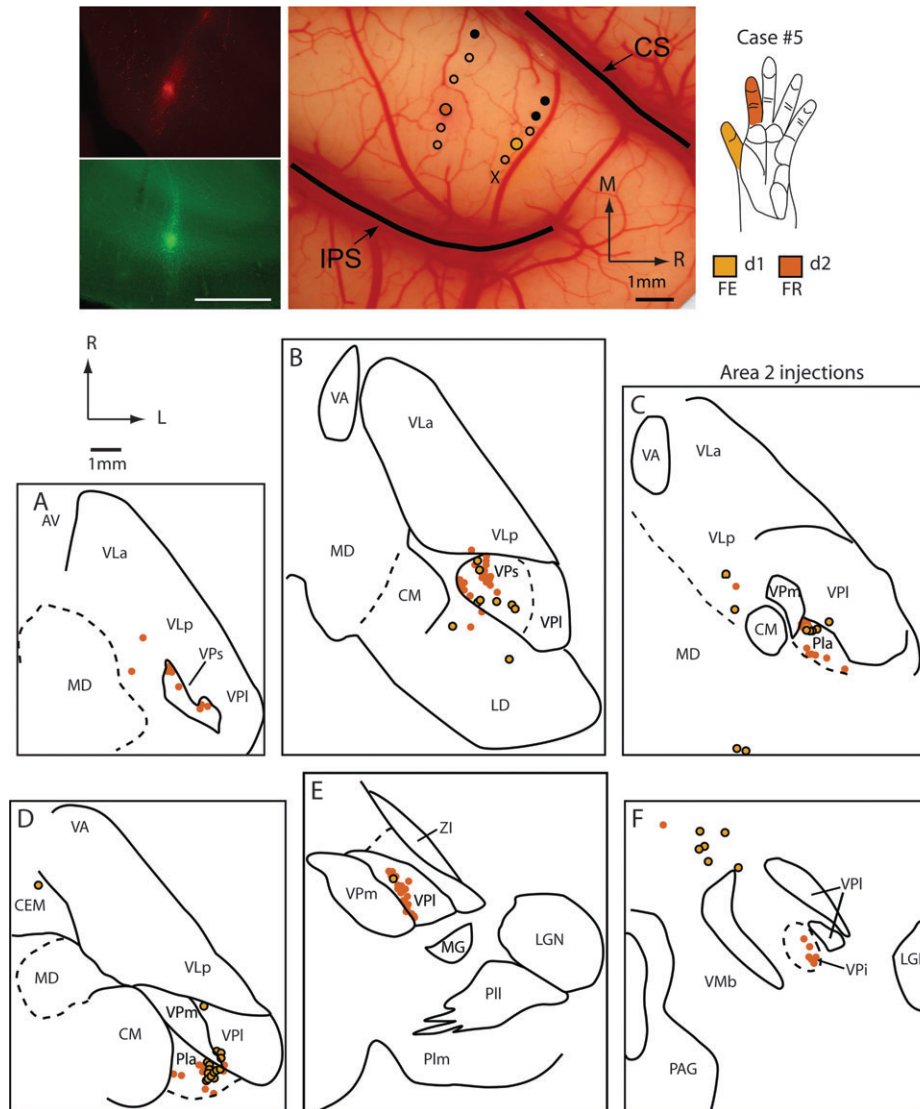 CS
IPS
X
M
R
1mm
Case #5
d1 d2
FE FR
R
L
1mm
Area 2 injections
A
AV
VLa
VLp
VPs
MD
VPl
B
VA
VLa
VLp
MD
VPs
CM
VPl
LD
C
VLa
VA
VLp
VPm
VPl
CM
Pla
MD
D
VA
CEM
VLp
MD
VPm
VPl
CM
Pla
E
ZI
VPm
VPl
MG
LGN
Pll
Plm
F
VPl
VPi
LGN
VMb
PAG